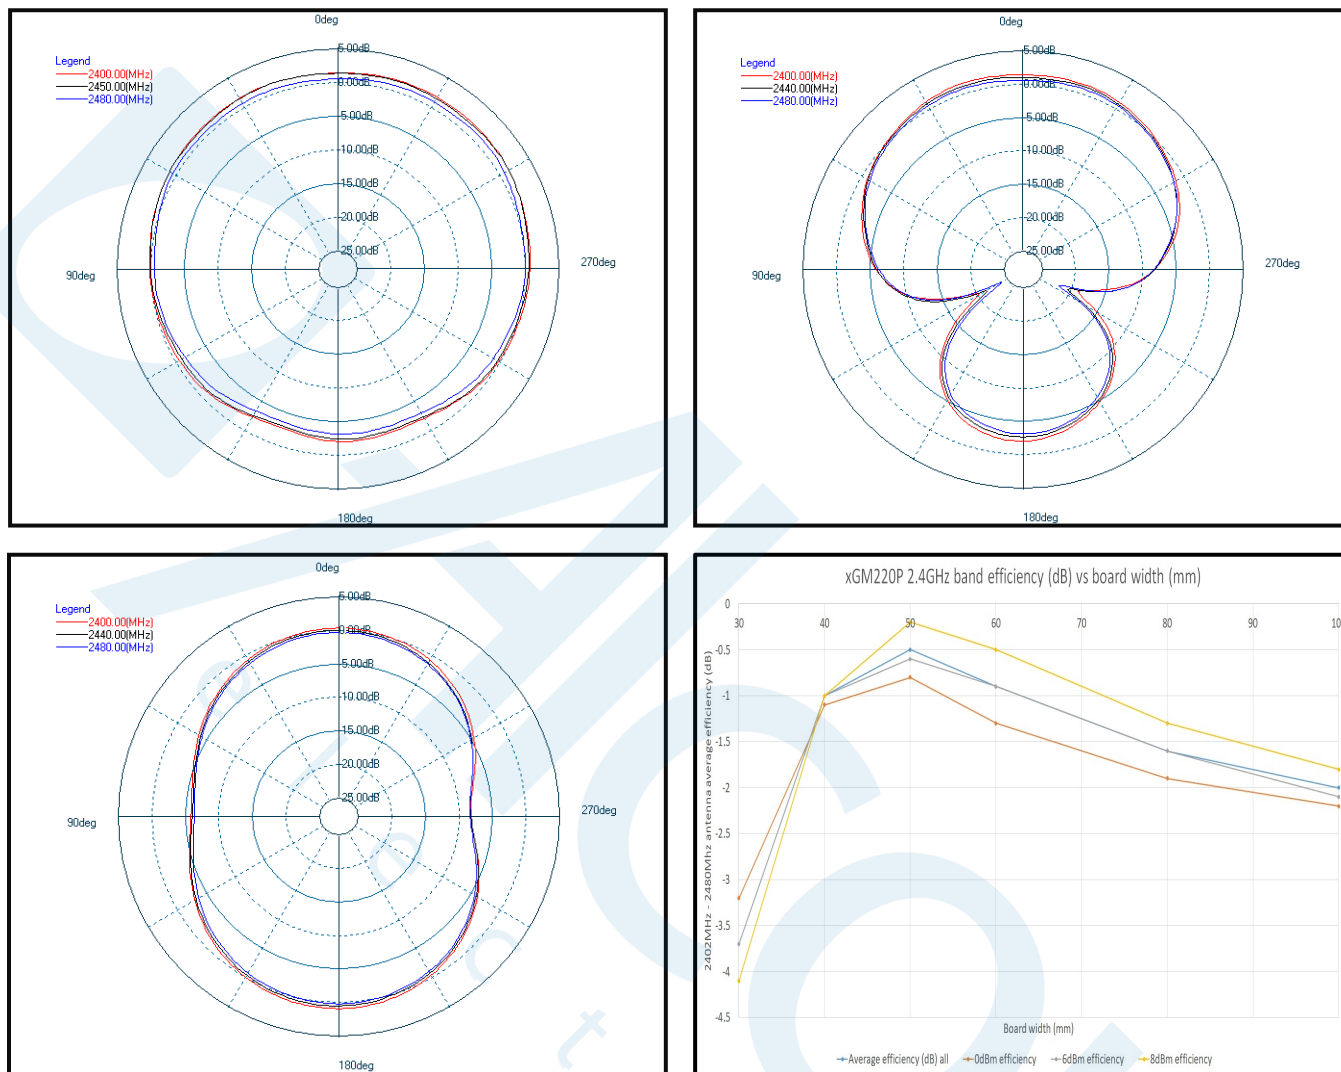 0deg
Legend
2400.00(MHz)
2450.00(MHz)
2480.00(MHz)
5.00dB
0.00dB
5.00dB
10.00dB
15.00dB
20.00dB
25.00dB
90deg
270deg
180deg
0deg
Legend
2400.00(MHz)
2440.00(MHz)
2480.00(MHz)
5.00dB
0.00dB
5.00dB
10.00dB
15.00dB
20.00dB
25.00dB
90deg
270deg
180deg
0deg
Legend
2400.00(MHz)
2440.00(MHz)
2480.00(MHz)
5.00dB
0.00dB
5.00dB
10.00dB
15.00dB
20.00dB
25.00dB
90deg
270deg
180deg
xGM220P 2.4GHz band efficiency (dB) vs board width (mm)
0
30 40 50 60 70 80 90 100
-0.5
-1
-1.5
-2
-2.5
-3
-3.5
-4
-4.5
2402MHz - 2480Mhz antenna average efficiency (dB)
Board width (mm)
Average efficiency (dB) all 0dBm efficiency 6dBm efficiency 8dBm efficiency